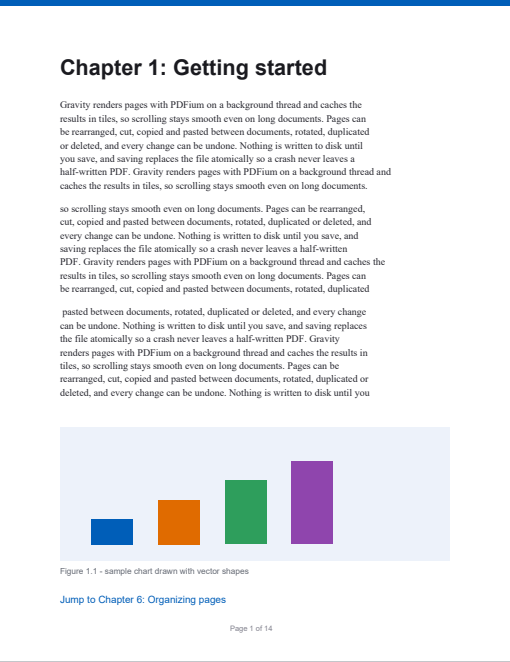 Chapter 1: Getting started
Gravity renders pages with PDFium on a background thread and caches the
results in tiles, so scrolling stays smooth even on long documents. Pages can
be rearranged, cut, copied and pasted between documents, rotated, duplicated
or deleted, and every change can be undone. Nothing is written to disk until
you save, and saving replaces the file atomically so a crash never leaves a
half-written PDF. Gravity renders pages with PDFium on a background thread and
caches the results in tiles, so scrolling stays smooth even on long documents.
so scrolling stays smooth even on long documents. Pages can be rearranged,
cut, copied and pasted between documents, rotated, duplicated or deleted, and
every change can be undone. Nothing is written to disk until you save, and
saving replaces the file atomically so a crash never leaves a half-written
PDF. Gravity renders pages with PDFium on a background thread and caches the
results in tiles, so scrolling stays smooth even on long documents. Pages can
be rearranged, cut, copied and pasted between documents, rotated, duplicated
pasted between documents, rotated, duplicated or deleted, and every change
can be undone. Nothing is written to disk until you save, and saving replaces
the file atomically so a crash never leaves a half-written PDF. Gravity
renders pages with PDFium on a background thread and caches the results in
tiles, so scrolling stays smooth even on long documents. Pages can be
rearranged, cut, copied and pasted between documents, rotated, duplicated or
deleted, and every change can be undone. Nothing is written to disk until you
Figure 1.1 - sample chart drawn with vector shapes
Jump to Chapter 6: Organizing pages
Page 1 of 14